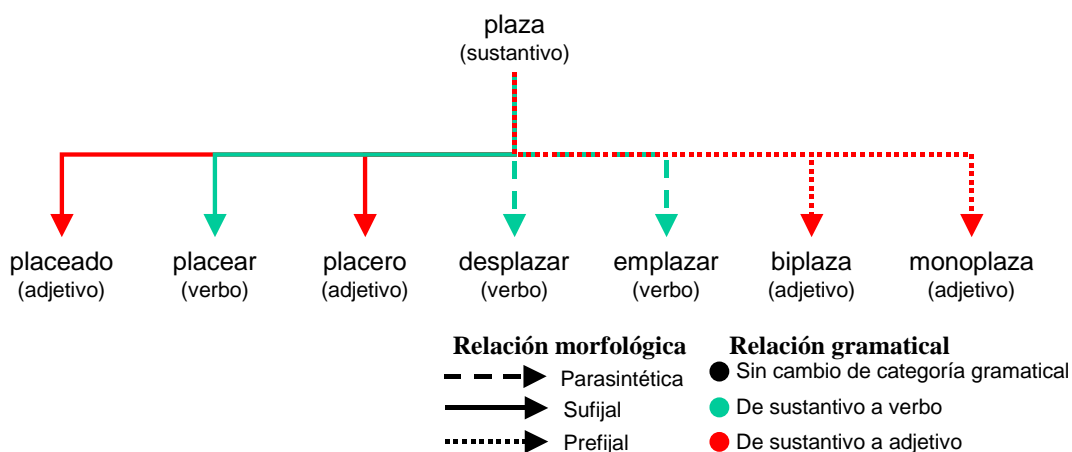 plaza
(sustantivo)
placeado placear placero desplazar emplazar biplaza monoplaza
(adjetivo) (verbo) (adjetivo) (verbo) (verbo) (adjetivo) (adjetivo)
Relación morfológica Relación gramatical
Parasintética Sin cambio de categoría gramatical
Sufijal De sustantivo a verbo
Prefijal De sustantivo a adjetivo